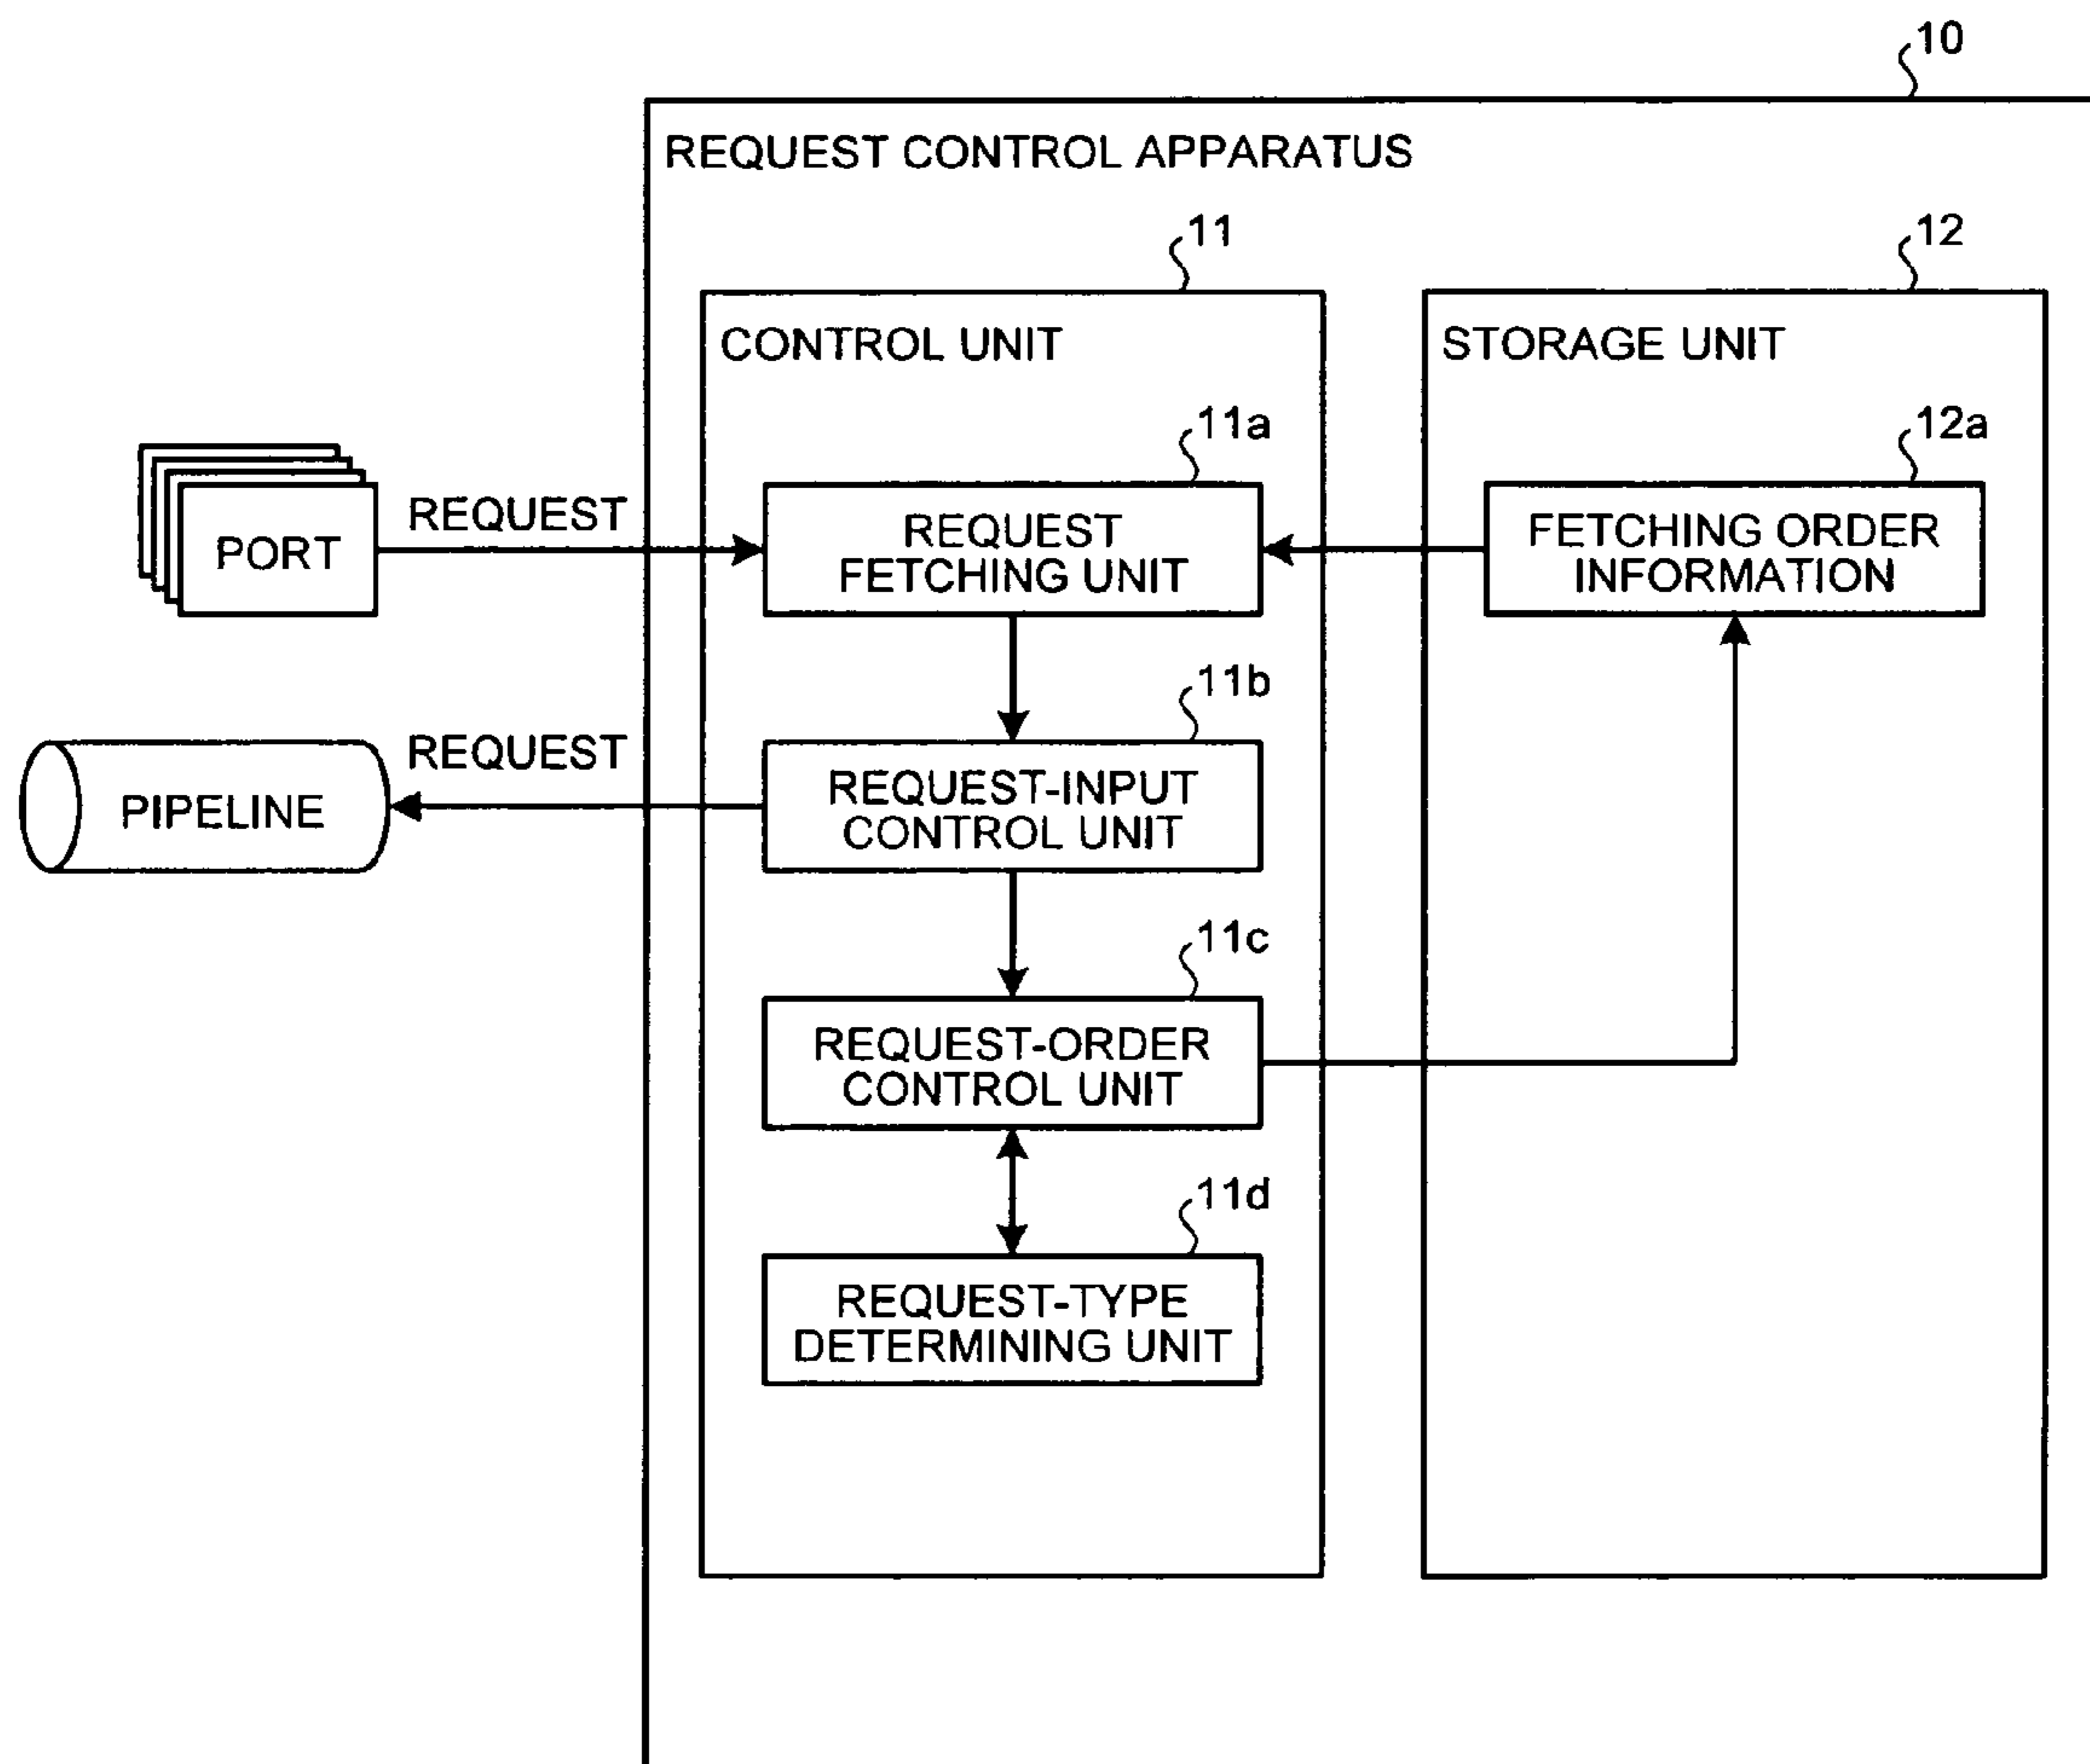 10
REQUEST CONTROL APPARATUS
11
12
CONTROL UNIT
STORAGE UNIT
11a
12a
PORT
REQUEST
REQUEST
FETCHING UNIT
FETCHING ORDER
INFORMATION
11b
PIPELINE
REQUEST
REQUEST-INPUT
CONTROL UNIT
11c
REQUEST-ORDER
CONTROL UNIT
11d
REQUEST-TYPE
DETERMINING UNIT